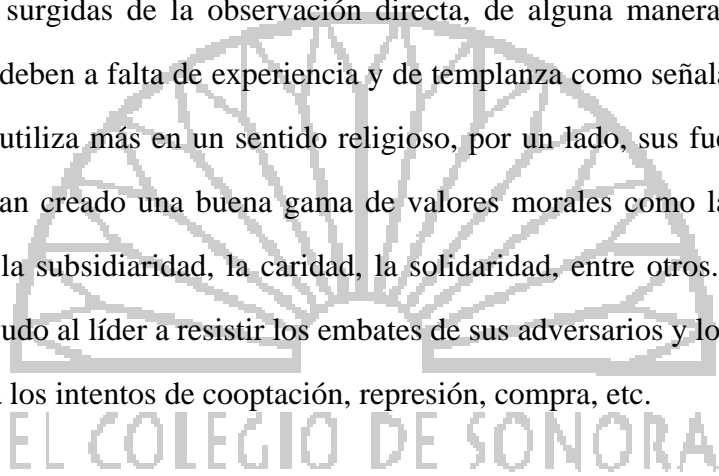 surgidas de la observación directa, de alguna manera
deben a falta de experiencia y de templanza como señala
utiliza más en un sentido religioso, por un lado, sus fue
an creado una buena gama de valores morales como la
la subsidiaridad, la caridad, la solidaridad, entre otros.
udo al líder a resistir los embates de sus adversarios y lo
los intentos de cooptación, represión, compra, etc.
EL COLEGIO DE SONORA